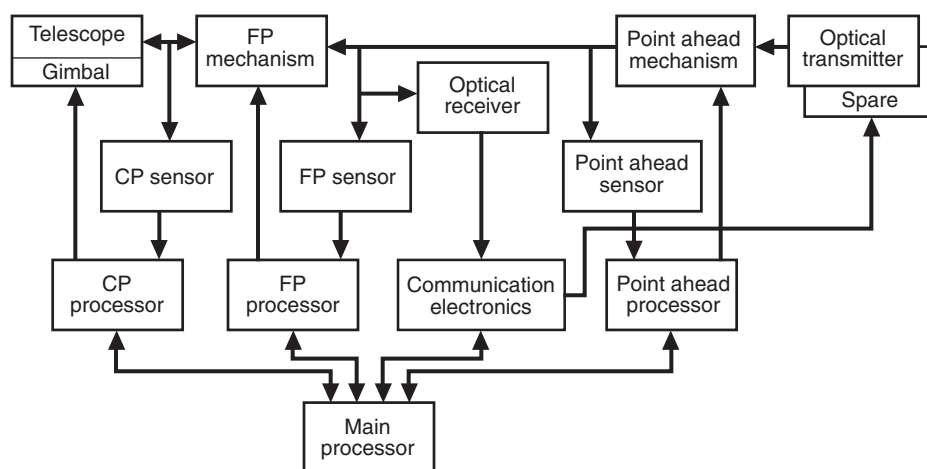 Telescope
Gimbal
FP
mechanism
Point ahead
mechanism
Optical
transmitter
Spare
Optical
receiver
CP sensor
FP sensor
Point ahead
sensor
CP
processor
FP
processor
Communication
electronics
Point ahead
processor
Main
processor